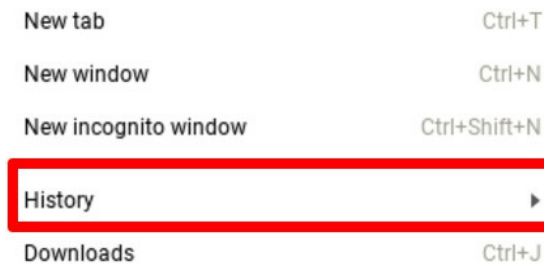 New tab Ctrl+T
New window Ctrl+N
New incognito window Ctrl+Shift+N
History
Downloads Ctrl+J